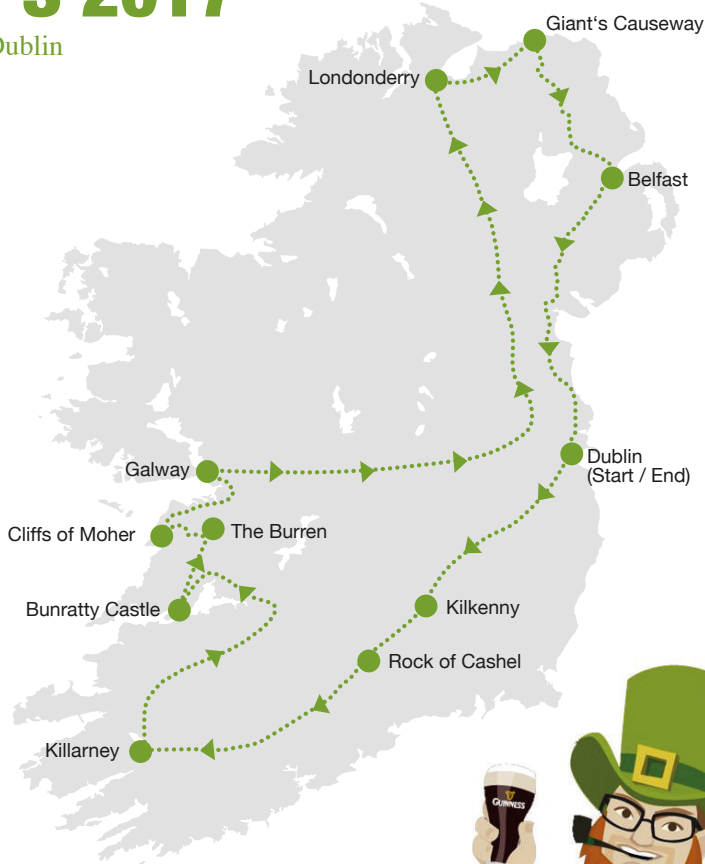 S 2017
Dublin
Giant‘s Causeway
Londonderry
Belfast
Dublin
(Start / End)
Galway
Cliffs of Moher
The Burren
Bunratty Castle
Kilkenny
Rock of Cashel
Killarney
GUINNESS